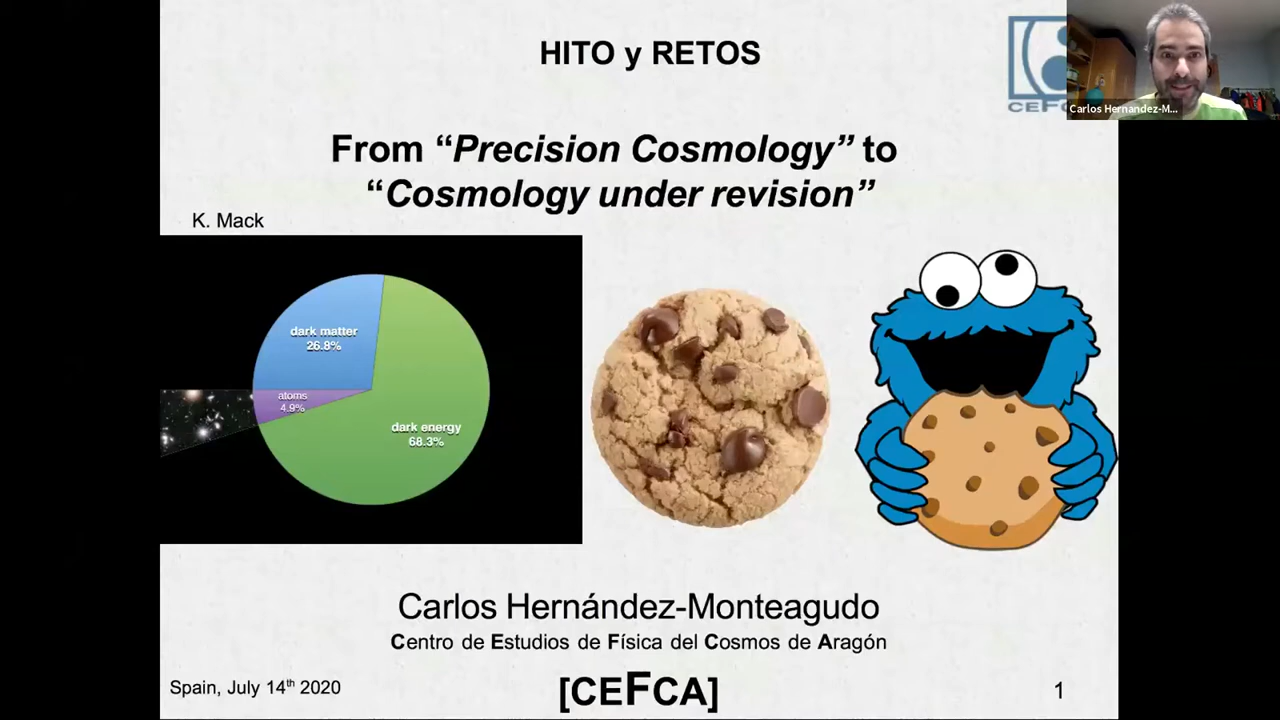 HITO y RETOS
CEF
Carlos Hernandez-M...
From “Precision Cosmology” to
“Cosmology under revision”
K. Mack
dark matter
26.8%
atoms
4.9%
dark energy
68.3%
Carlos Hernández-Monteagudo
Centro de Estudios de Física del Cosmos de Aragón
Spain, July 14th 2020
[CEFCA]
1